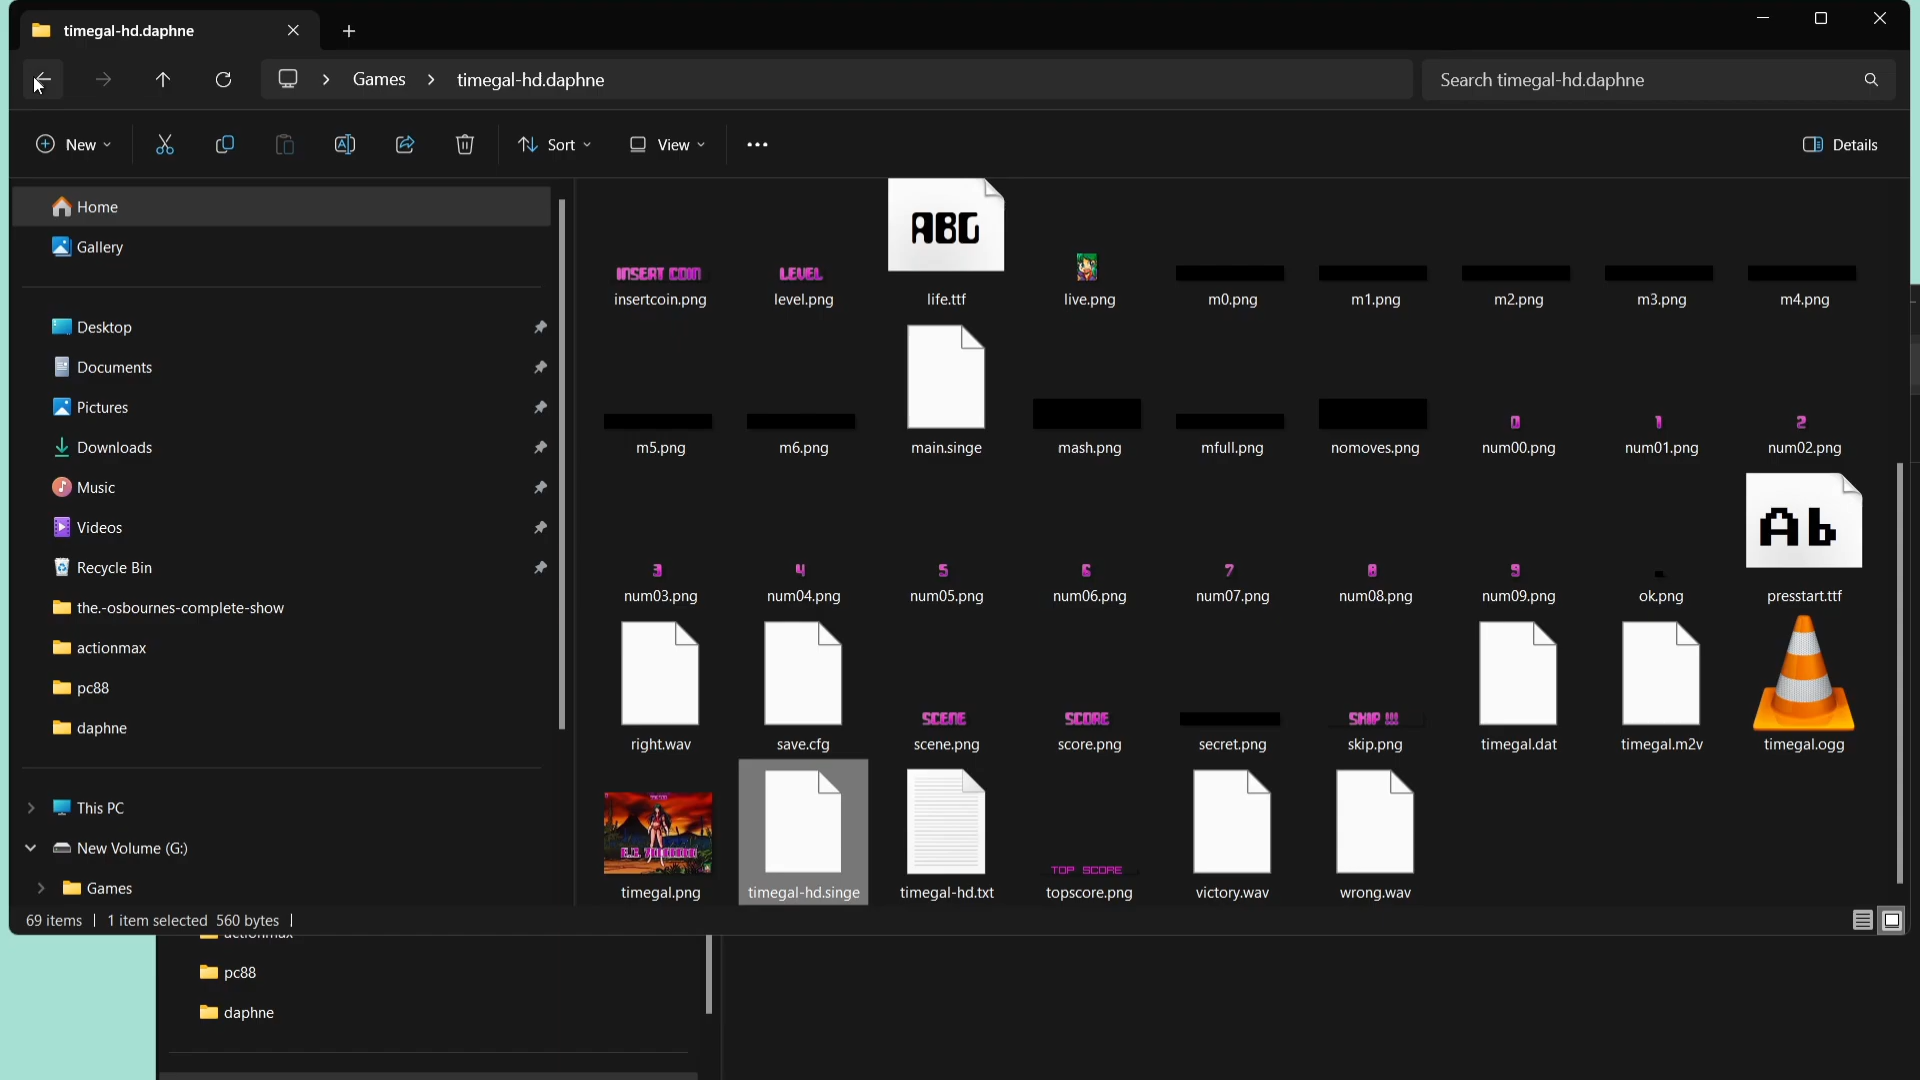 timegal-hd.daphne
Games
timegal-hd.daphne
Search timegal-hd.daphne
New
Sort
View
Details
Home
Gallery
Desktop
Documents
Pictures
Downloads
Music
Videos
Recycle Bin
the.-osbournes-complete-show
actionmax
pc88
daphne
This PC
New Volume (G:)
Games
INSERT COIN
LEVEL
ABG
insertcoin.png
level.png
life.ttf
live.png
m0.png
m1.png
m2.png
m3.png
m4.png
0
1
2
m5.png
m6.png
main.singe
mash.png
mfull.png
nomoves.png
num00.png
num01.png
num02.png
Ab
3
4
5
6
7
8
9
num03.png
num04.png
num05.png
num06.png
num07.png
num08.png
num09.png
ok.png
presstart.ttf
SCENE
SCORE
SKIP !!!
right.wav
save.cfg
scene.png
score.png
secret.png
skip.png
timegal.dat
timegal.m2v
timegal.ogg
TOP SCORE
timegal.png
timegal-hd.singe
timegal-hd.txt
topscore.png
victory.wav
wrong.wav
69 items
1 item selected 560 bytes
actionmax
pc88
daphne